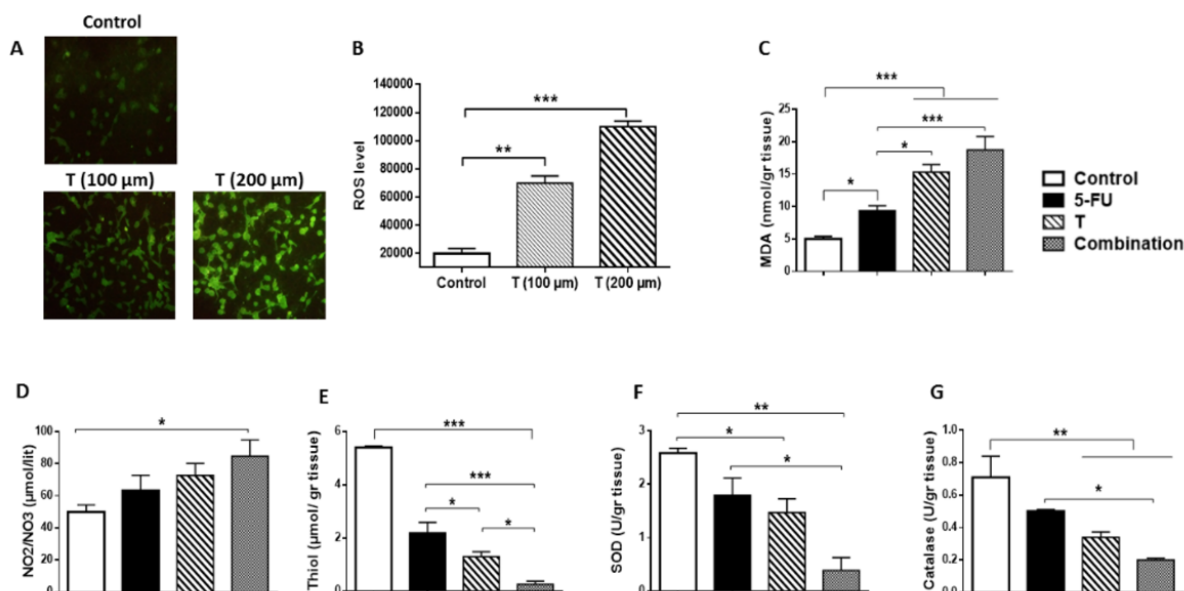 A
Control
T (100 µm)
T (200 µm)
B
ROS level
140000
120000
100000
80000
60000
40000
20000
**
***
Control
T (100 µm)
T (200 µm)
C
MDA (nmol/gr tissue)
25
20
15
10
5
0
***
***
*
*
Control
5-FU
T
Combination
D
NO2/NO3 (µmol/lit)
100
80
60
40
20
0
*
E
Thiol (µmol/ gr tissue)
6
4
2
0
***
***
*
*
F
SOD (U/gr tissue)
3
2
1
0
**
*
*
G
Catalase (U/gr tissue)
1.0
0.8
0.6
0.4
0.2
0.0
**
*